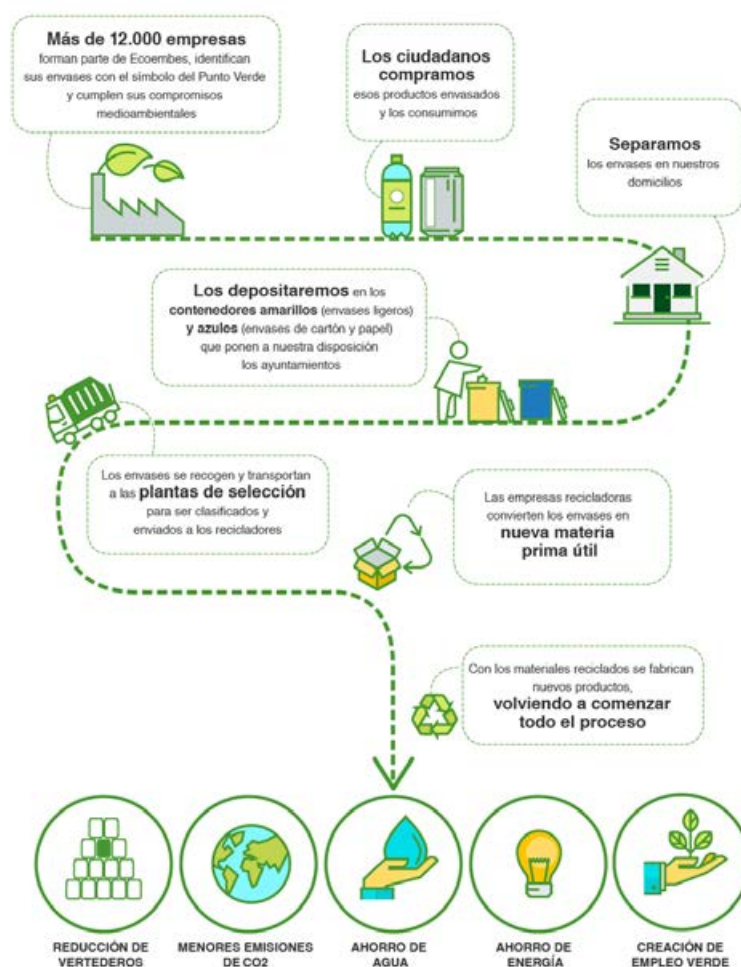 Más de 12.000 empresas
forman parte de Ecoembes, identifican
sus envases con el símbolo del Punto Verde
y cumplen sus compromisos
medioambientales
Los ciudadanos
compramos
esos productos envasados
y los consumimos
Separamos
los envases en nuestros
domicilios
Los depositaremos en los
contenedores amarillos (envases ligeros)
y azules (envases de cartón y papel)
que ponen a nuestra disposición
los ayuntamientos
Los envases se recogen y transportan
a las plantas de selección
para ser clasificados y
enviados a los recicladores
Las empresas recicladoras
convierten los envases en
nueva materia
prima útil
Con los materiales reciclados se fabrican
nuevos productos,
volviendo a comenzar
todo el proceso
REDUCCIÓN DE
VERTEDEROS
MENORES EMISIONES
DE CO2
AHORRO DE
AGUA
AHORRO DE
ENERGÍA
CREACIÓN DE
EMPLEO VERDE